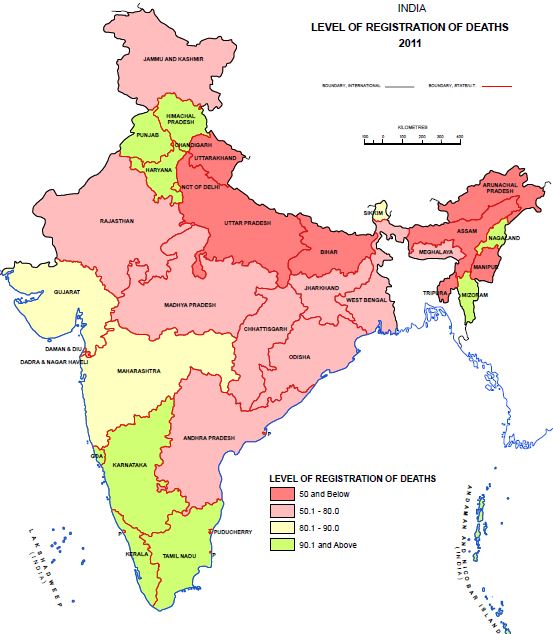 INDIA
LEVEL OF REGISTRATION OF DEATHS
2011
BOUNDARY, INTERNATIONAL
BOUNDARY, STATE/U.T.
KILOMETRES
100 0 100 200 300 400
JAMMU AND KASHMIR
HIMACHAL
PRADESH
PUNJAB
CHANDIGARH
UTTARAKHAND
HARYANA
NCT OF DELHI
ARUNACHAL
PRADESH
RAJASTHAN
UTTAR PRADESH
SIKKIM
ASSAM
NAGALAND
BIHAR
MEGHALAYA
MANIPUR
GUJARAT
MADHYA PRADESH
JHARKHAND
WEST BENGAL
TRIPURA
MIZORAM
CHHATTISGARH
DAMAN & DIU
DADRA & NAGAR HAVELI
ODISHA
MAHARASHTRA
ANDHRA PRADESH
P
GOA
KARNATAKA
LEVEL OF REGISTRATION OF DEATHS
50 and Below
50.1 - 80.0
80.1 - 90.0
90.1 and Above
P
PUDUCHERRY
KERALA
TAMIL NADU
P
LAKSHADWEEP
(INDIA)
ANDAMAN AND NICOBAR ISLAND
(INDIA)